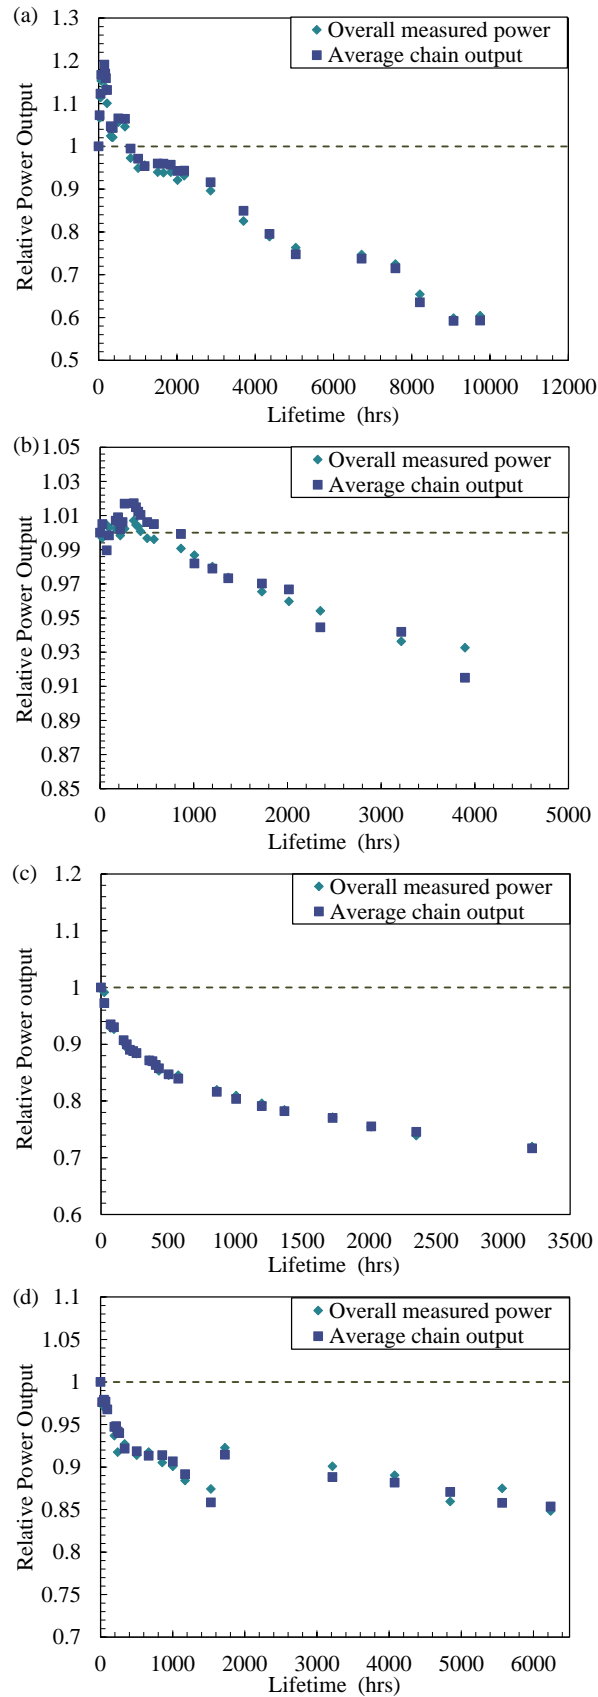 (a)
1.3
1.2
1.1
1
0.9
0.8
0.7
0.6
0.5
Relative Power Output
Overall measured power
Average chain output
0 2000 4000 6000 8000 10000 12000
Lifetime (hrs)
(b)
1.05
1.03
1.01
0.99
0.97
0.95
0.93
0.91
0.89
0.87
0.85
Relative Power Output
Overall measured power
Average chain output
0 1000 2000 3000 4000 5000
Lifetime (hrs)
(c)
1.2
1.1
1
0.9
0.8
0.7
0.6
Relative Power output
Overall measured power
Average chain output
0 500 1000 1500 2000 2500 3000 3500
Lifetime (hrs)
(d)
1.1
1.05
1
0.95
0.9
0.85
0.8
0.75
0.7
Relative Power Output
Overall measured power
Average chain output
0 1000 2000 3000 4000 5000 6000
Lifetime (hrs)